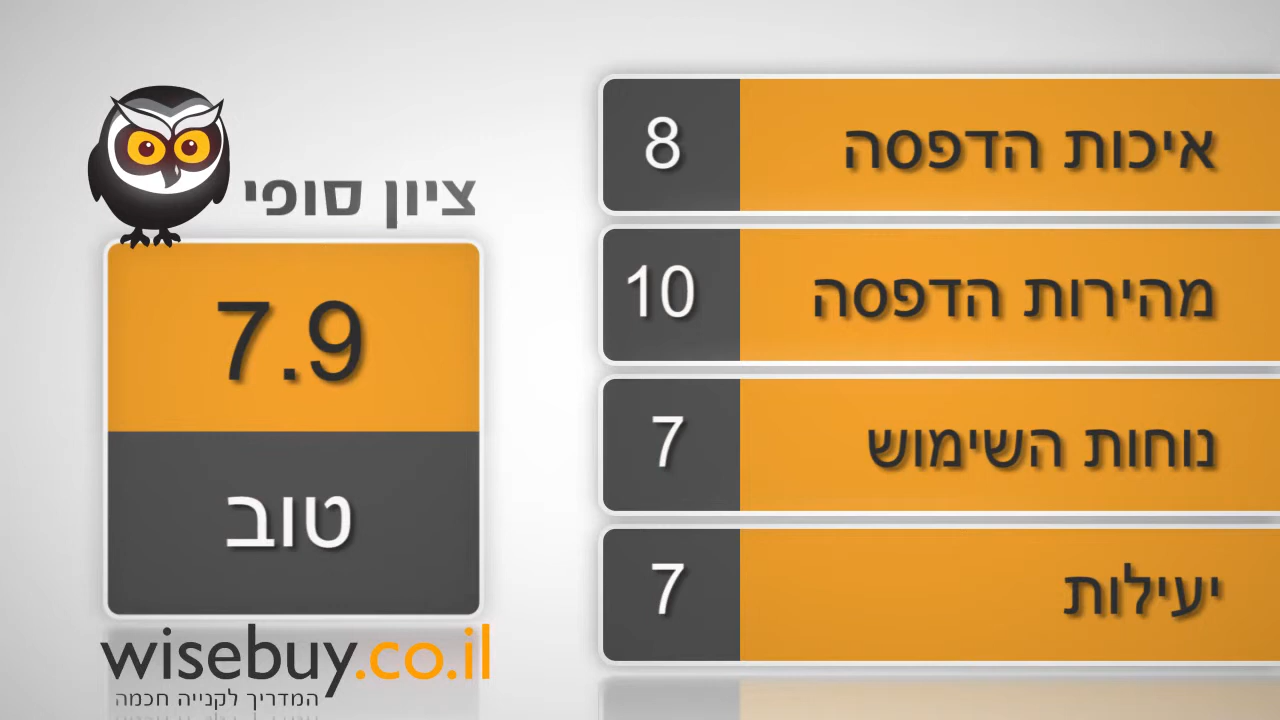 ציון סופי
7.9
טוב
איכות הדפסה 8
מהירות הדפסה 10
נוחות השימוש 7
יעילות 7
wisebuy.co.il
המדריך לקנייה חכמה